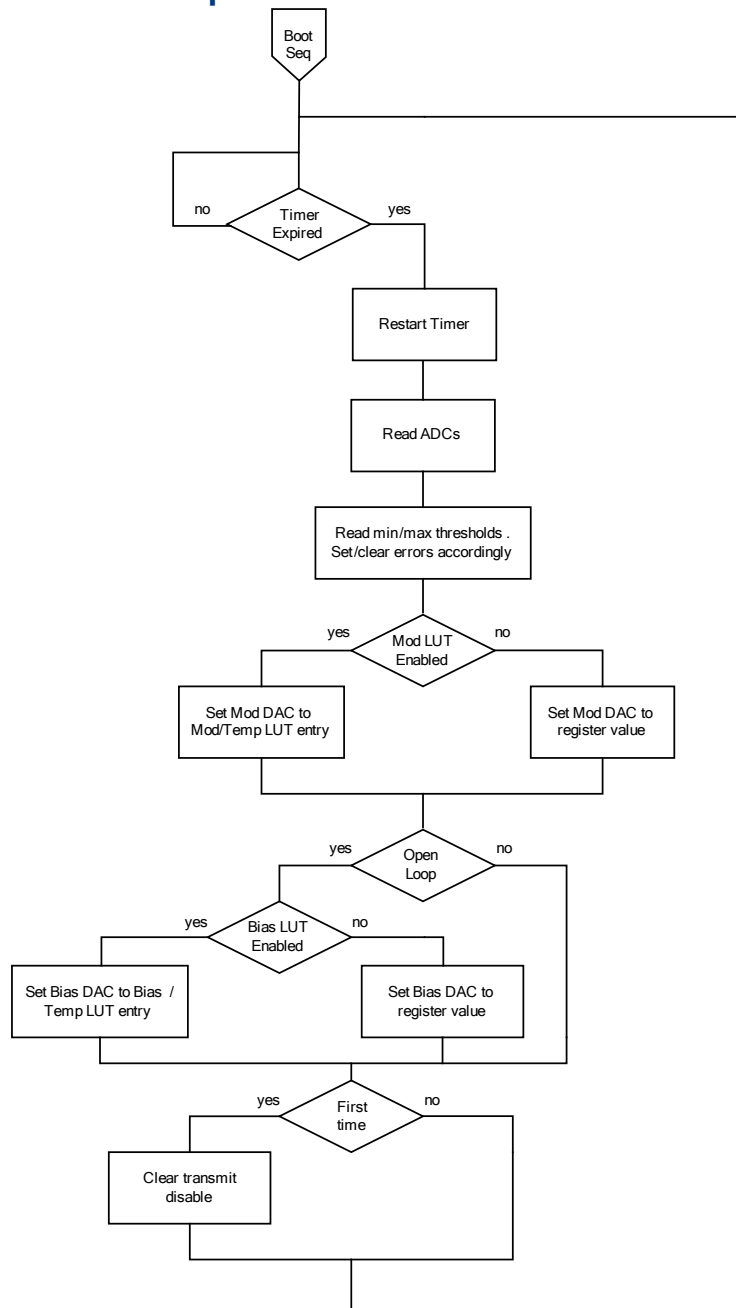 Boot
Seq
no
yes
Timer
Expired
Restart Timer
Read ADCs
Read min/max thresholds .
Set/clear errors accordingly
yes
no
Mod LUT
Enabled
Set Mod DAC to
Mod/Temp LUT entry
Set Mod DAC to
register value
yes
no
Open
Loop
yes
no
Bias LUT
Enabled
Set Bias DAC to Bias /
Temp LUT entry
Set Bias DAC to
register value
yes
no
First
time
Clear transmit
disable